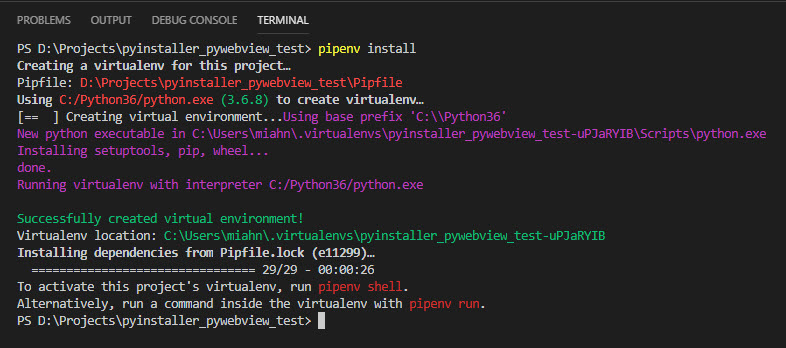 PROBLEMS OUTPUT DEBUG CONSOLE TERMINAL
PS D:\Projects\pyinstaller_pywebview_test> pipenv install
Creating a virtualenv for this project…
Pipfile: D:\Projects\pyinstaller_pywebview_test\Pipfile
Using C:/Python36/python.exe (3.6.8) to create virtualenv…
[==  ] Creating virtual environment...Using base prefix 'C:\\Python36'
New python executable in C:\Users\miahn\.virtualenvs\pyinstaller_pywebview_test-uPJaRYIB\Scripts\python.exe
Installing setuptools, pip, wheel...
done.
Running virtualenv with interpreter C:/Python36/python.exe
Successfully created virtual environment!
Virtualenv location: C:\Users\miahn\.virtualenvs\pyinstaller_pywebview_test-uPJaRYIB
Installing dependencies from Pipfile.lock (e11299)…
================================ 29/29 - 00:00:26
To activate this project's virtualenv, run pipenv shell.
Alternatively, run a command inside the virtualenv with pipenv run.
PS D:\Projects\pyinstaller_pywebview_test>